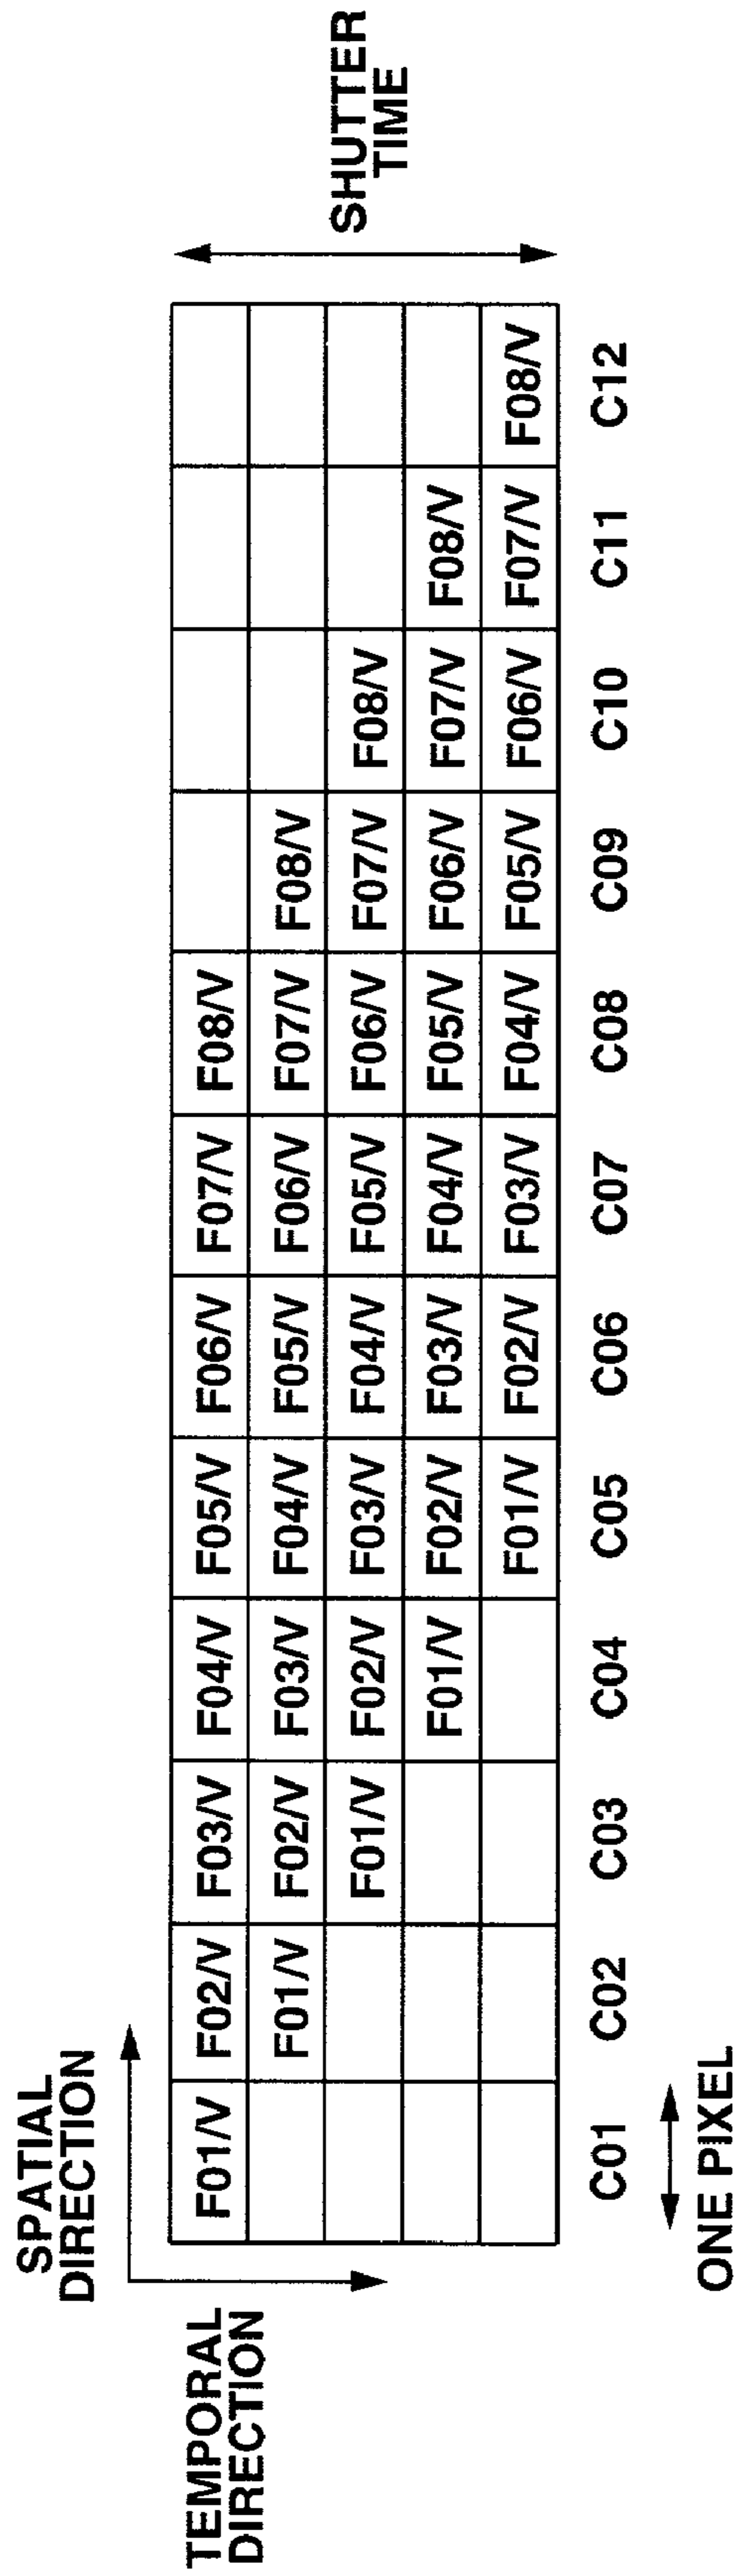 SPATIAL
DIRECTION
TEMPORAL
DIRECTION
SHUTTER
TIME
F01/V F02/V F03/V F04/V F05/V F06/V F07/V F08/V
F01/V F02/V F03/V F04/V F05/V F06/V F07/V F08/V
F01/V F02/V F03/V F04/V F05/V F06/V F07/V F08/V
F01/V F02/V F03/V F04/V F05/V F06/V F07/V F08/V
F01/V F02/V F03/V F04/V F05/V F06/V F07/V F08/V
C01 C02 C03 C04 C05 C06 C07 C08 C09 C10 C11 C12
ONE PIXEL